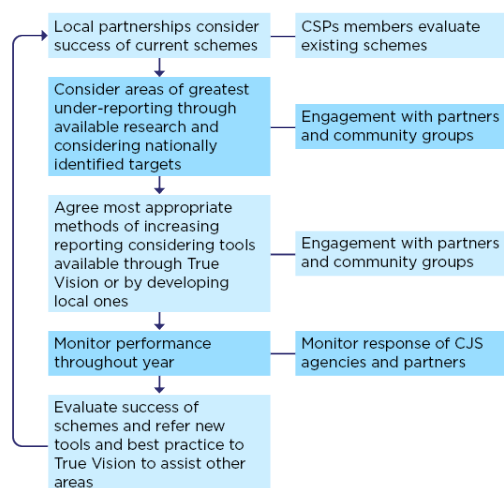 Local partnerships consider
success of current schemes
CSPs members evaluate
existing schemes
Consider areas of greatest
under-reporting through
available research and
considering nationally
identified targets
Engagement with partners
and community groups
Agree most appropriate
methods of increasing
reporting considering tools
available through True
Vision or by developing
local ones
Engagement with partners
and community groups
Monitor performance
throughout year
Monitor response of CJS
agencies and partners
Evaluate success of
schemes and refer new
tools and best practice to
True Vision to assist other
areas